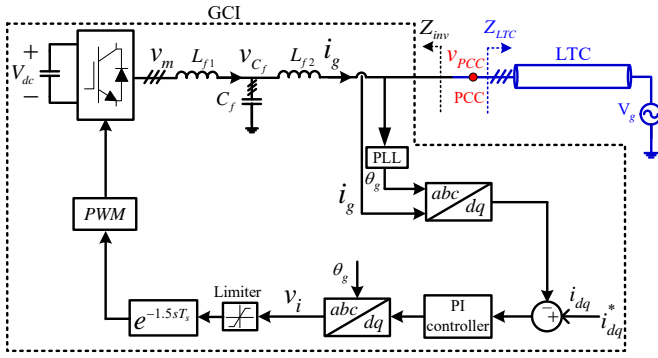 GCI
+
V_dc
−
v_m
L_f1
v_Cf
C_f
L_f2
i_g
Z_inv
v_PCC
PCC
Z_LTC
LTC
V_g
PLL
θ_g
i_g
abc
dq
PWM
e^{-1.5sT_s}
Limiter
v_i
θ_g
abc
dq
PI
controller
−
+
i_dq
i*_dq